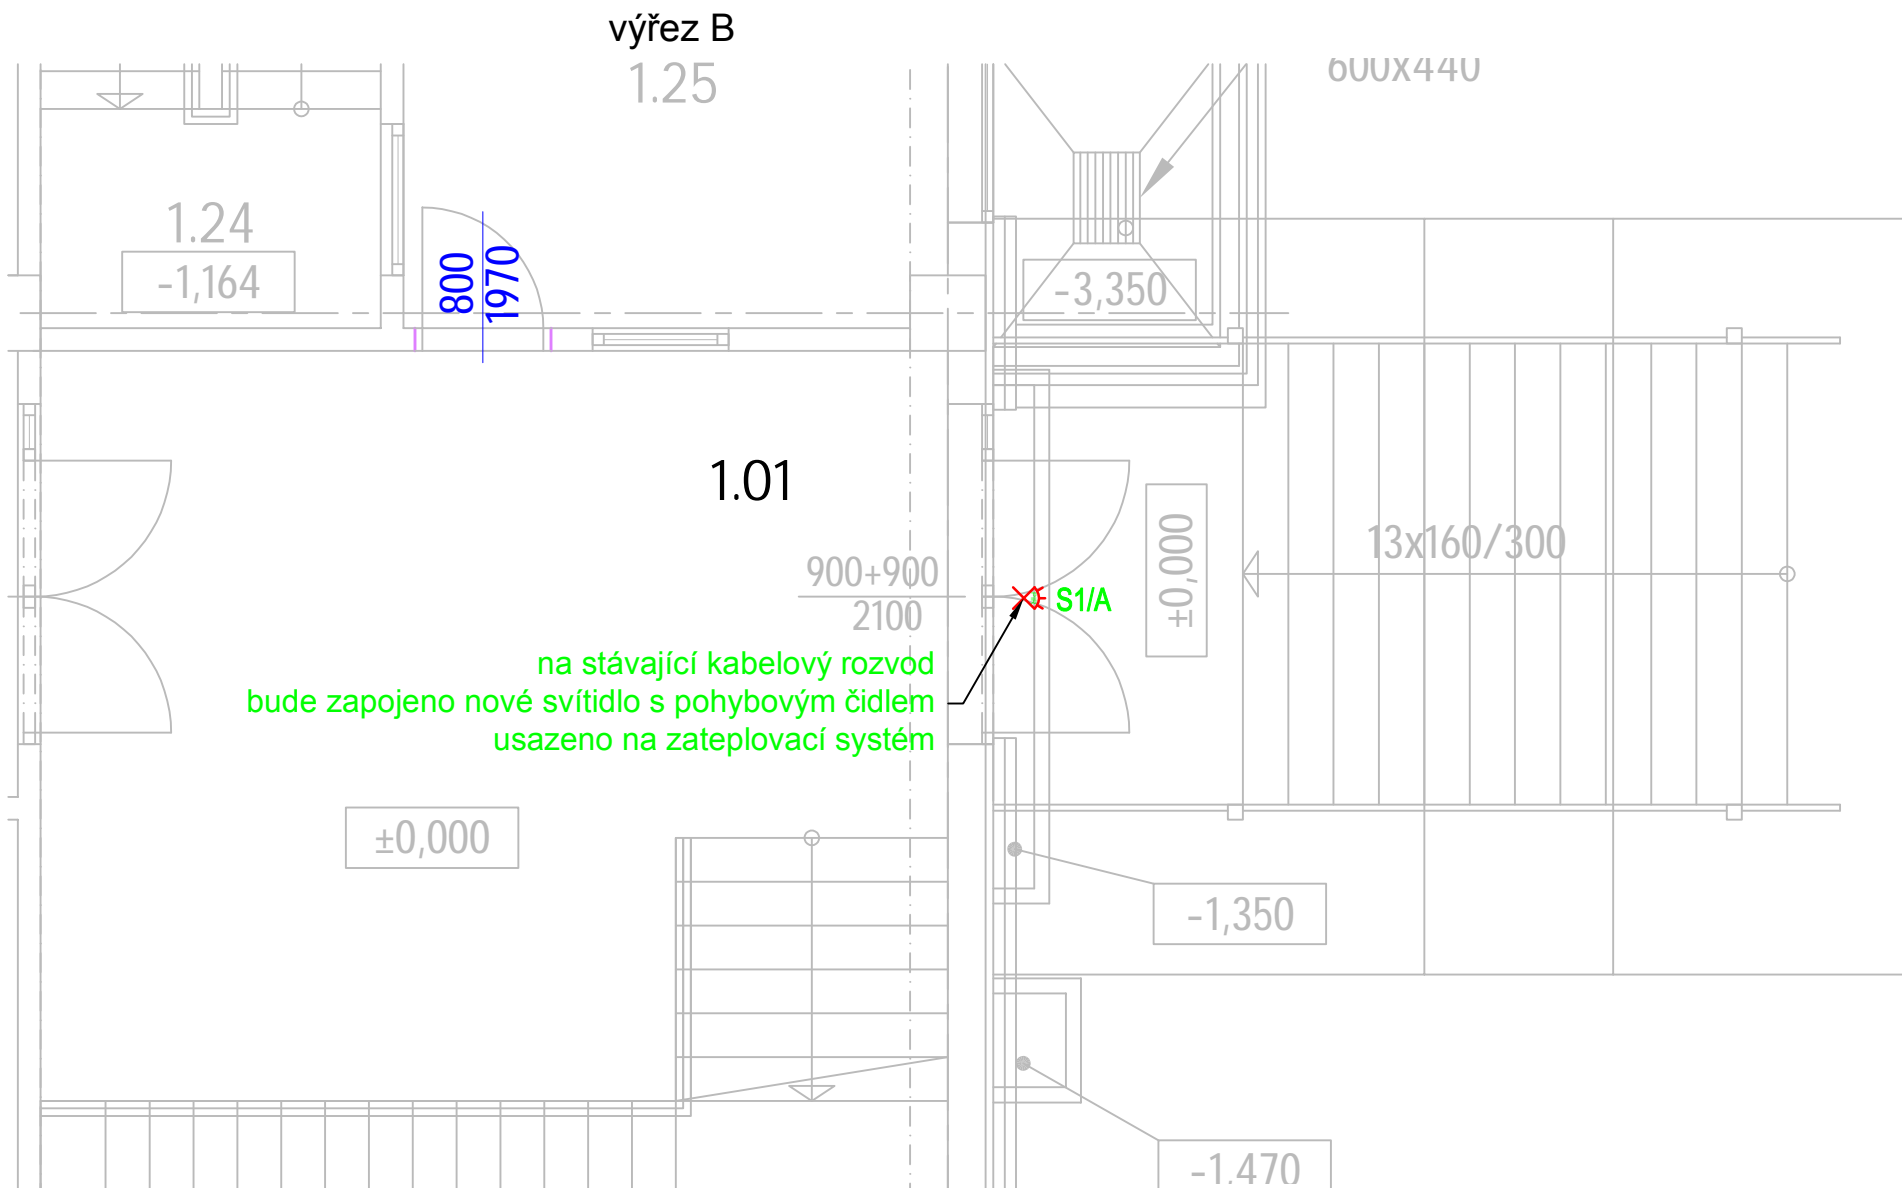 výřez B
1.25
600x440
1.24
-1,164
800
1970
-3,350
1.01
900+900
2100
S1/A
±0,000
13x160/300
na stávající kabelový rozvod
bude zapojeno nové svítidlo s pohybovým čidlem
usazeno na zateplovací systém
±0,000
-1,350
-1,470